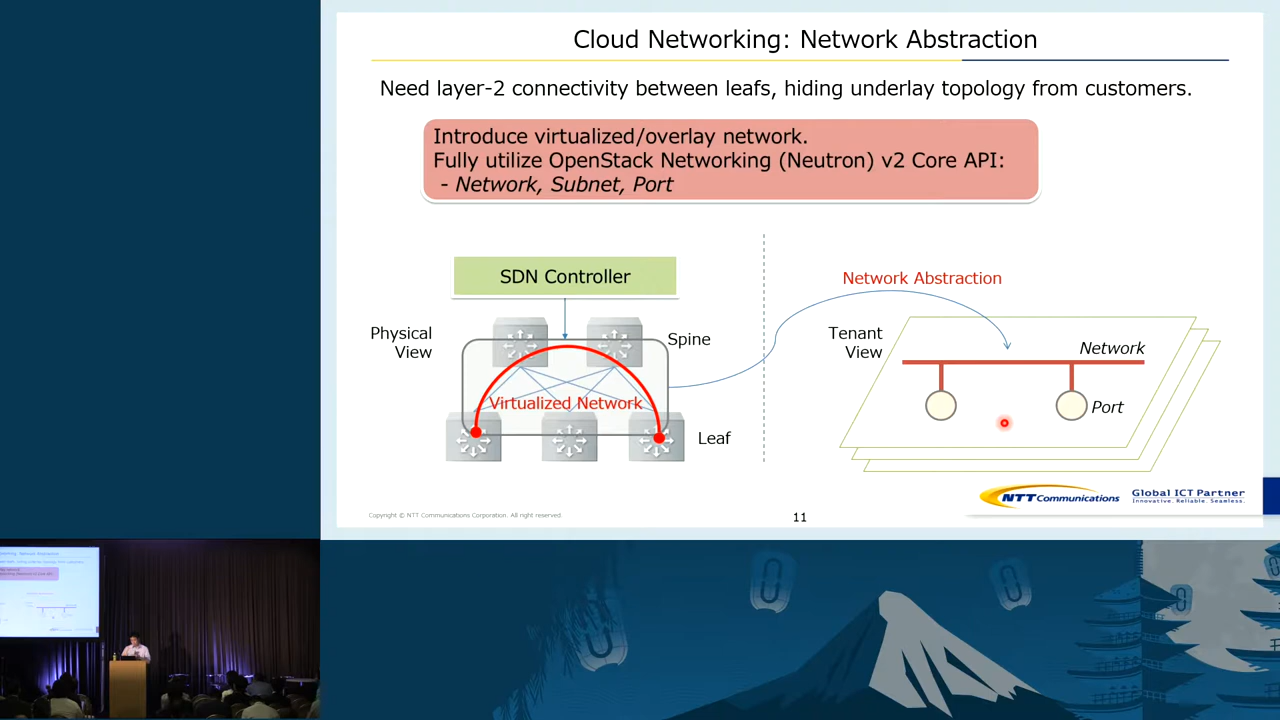 Cloud Networking: Network Abstraction
Need layer-2 connectivity between leafs, hiding underlay topology from customers.
Introduce virtualized/overlay network.
Fully utilize OpenStack Networking (Neutron) v2 Core API:
- Network, Subnet, Port
SDN Controller
Physical
View
Spine
Virtualized Network
Leaf
Network Abstraction
Tenant
View
Network
Port
NTT Communications
Global ICT Partner
Innovative. Reliable. Seamless.
Copyright © NTT Communications Corporation. All right reserved.
11